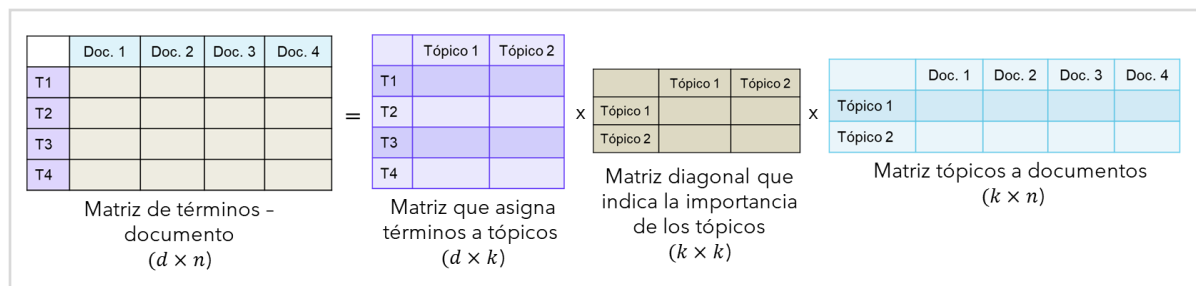 Doc. 1 Doc. 2 Doc. 3 Doc. 4
T1
T2
T3
T4
Matriz de términos -
documento
(d × n)
=
Tópico 1 Tópico 2
T1
T2
T3
T4
Matriz que asigna
términos a tópicos
(d × k)
x
Tópico 1 Tópico 2
Tópico 1
Tópico 2
Matriz diagonal que
indica la importancia
de los tópicos
(k × k)
x
Doc. 1 Doc. 2 Doc. 3 Doc. 4
Tópico 1
Tópico 2
Matriz tópicos a documentos
(k × n)